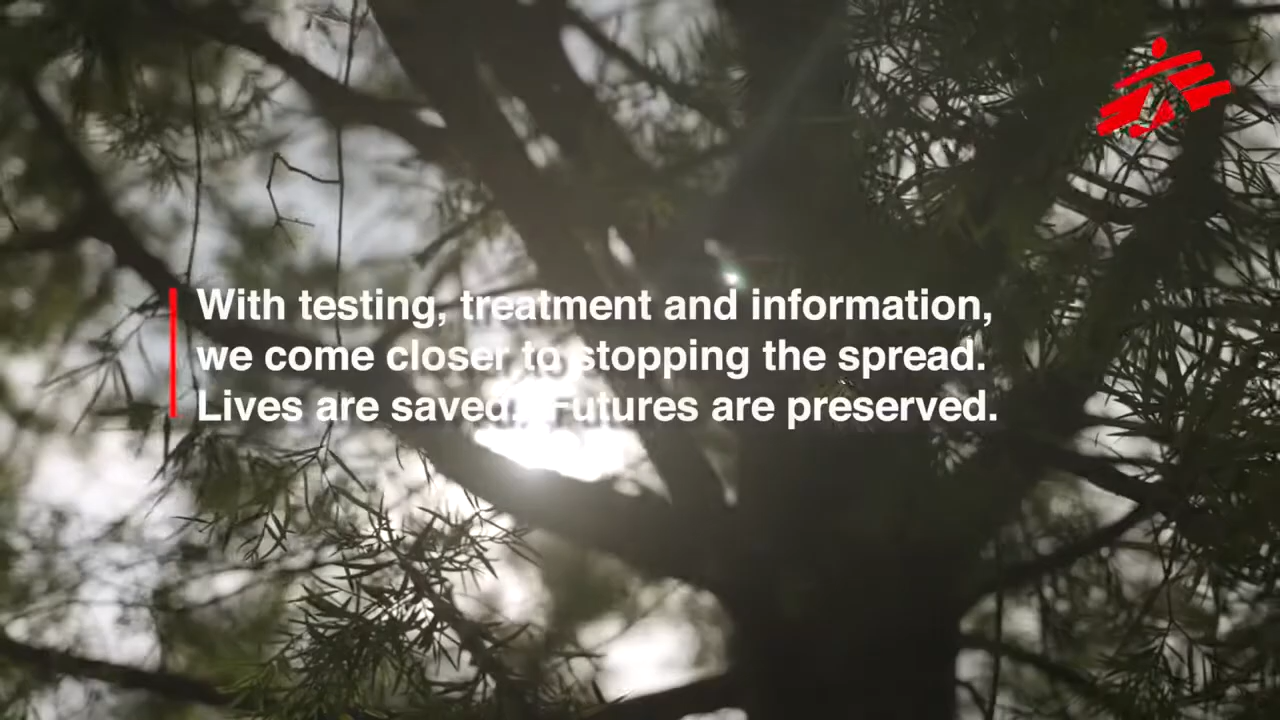 With testing, treatment and information,
we come closer to stopping the spread.
Lives are saved. Futures are preserved.